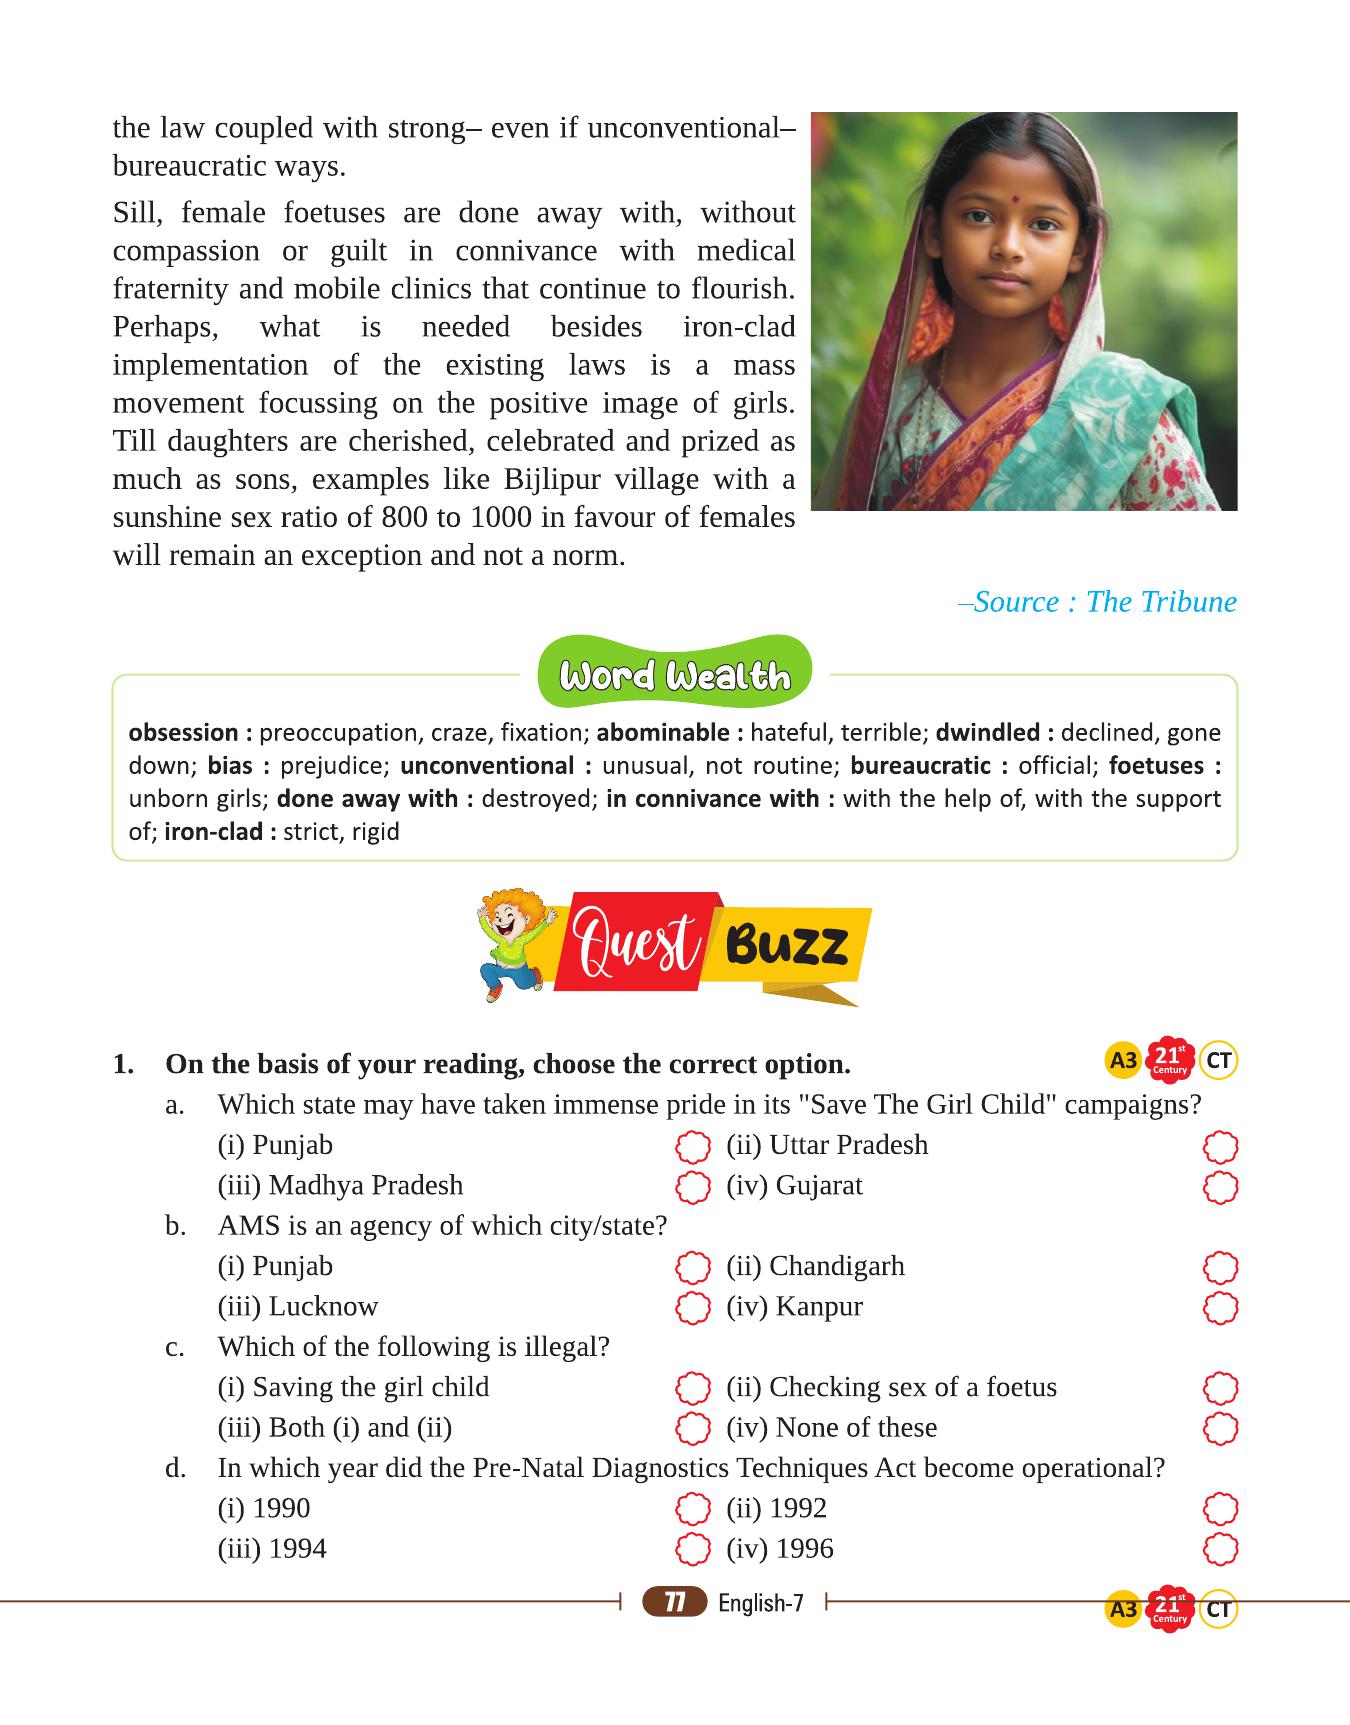 the law coupled with strong– even if unconventional–
bureaucratic ways.
Sill, female foetuses are done away with, without
compassion or guilt in connivance with medical
fraternity and mobile clinics that continue to flourish.
Perhaps, what is needed besides iron-clad
implementation of the existing laws is a mass
movement focussing on the positive image of girls.
Till daughters are cherished, celebrated and prized as
much as sons, examples like Bijlipur village with a
sunshine sex ratio of 800 to 1000 in favour of females
will remain an exception and not a norm.
–Source : The Tribune
Word Wealth
obsession : preoccupation, craze, fixation; abominable : hateful, terrible; dwindled : declined, gone
down; bias : prejudice; unconventional : unusual, not routine; bureaucratic : official; foetuses :
unborn girls; done away with : destroyed; in connivance with : with the help of, with the support
of; iron-clad : strict, rigid
Quest Buzz
1. On the basis of your reading, choose the correct option. A3 21st Century CT
a. Which state may have taken immense pride in its "Save The Girl Child" campaigns?
(i) Punjab (ii) Uttar Pradesh
(iii) Madhya Pradesh (iv) Gujarat
b. AMS is an agency of which city/state?
(i) Punjab (ii) Chandigarh
(iii) Lucknow (iv) Kanpur
c. Which of the following is illegal?
(i) Saving the girl child (ii) Checking sex of a foetus
(iii) Both (i) and (ii) (iv) None of these
d. In which year did the Pre-Natal Diagnostics Techniques Act become operational?
(i) 1990 (ii) 1992
(iii) 1994 (iv) 1996
77 English-7 A3 21st Century CT